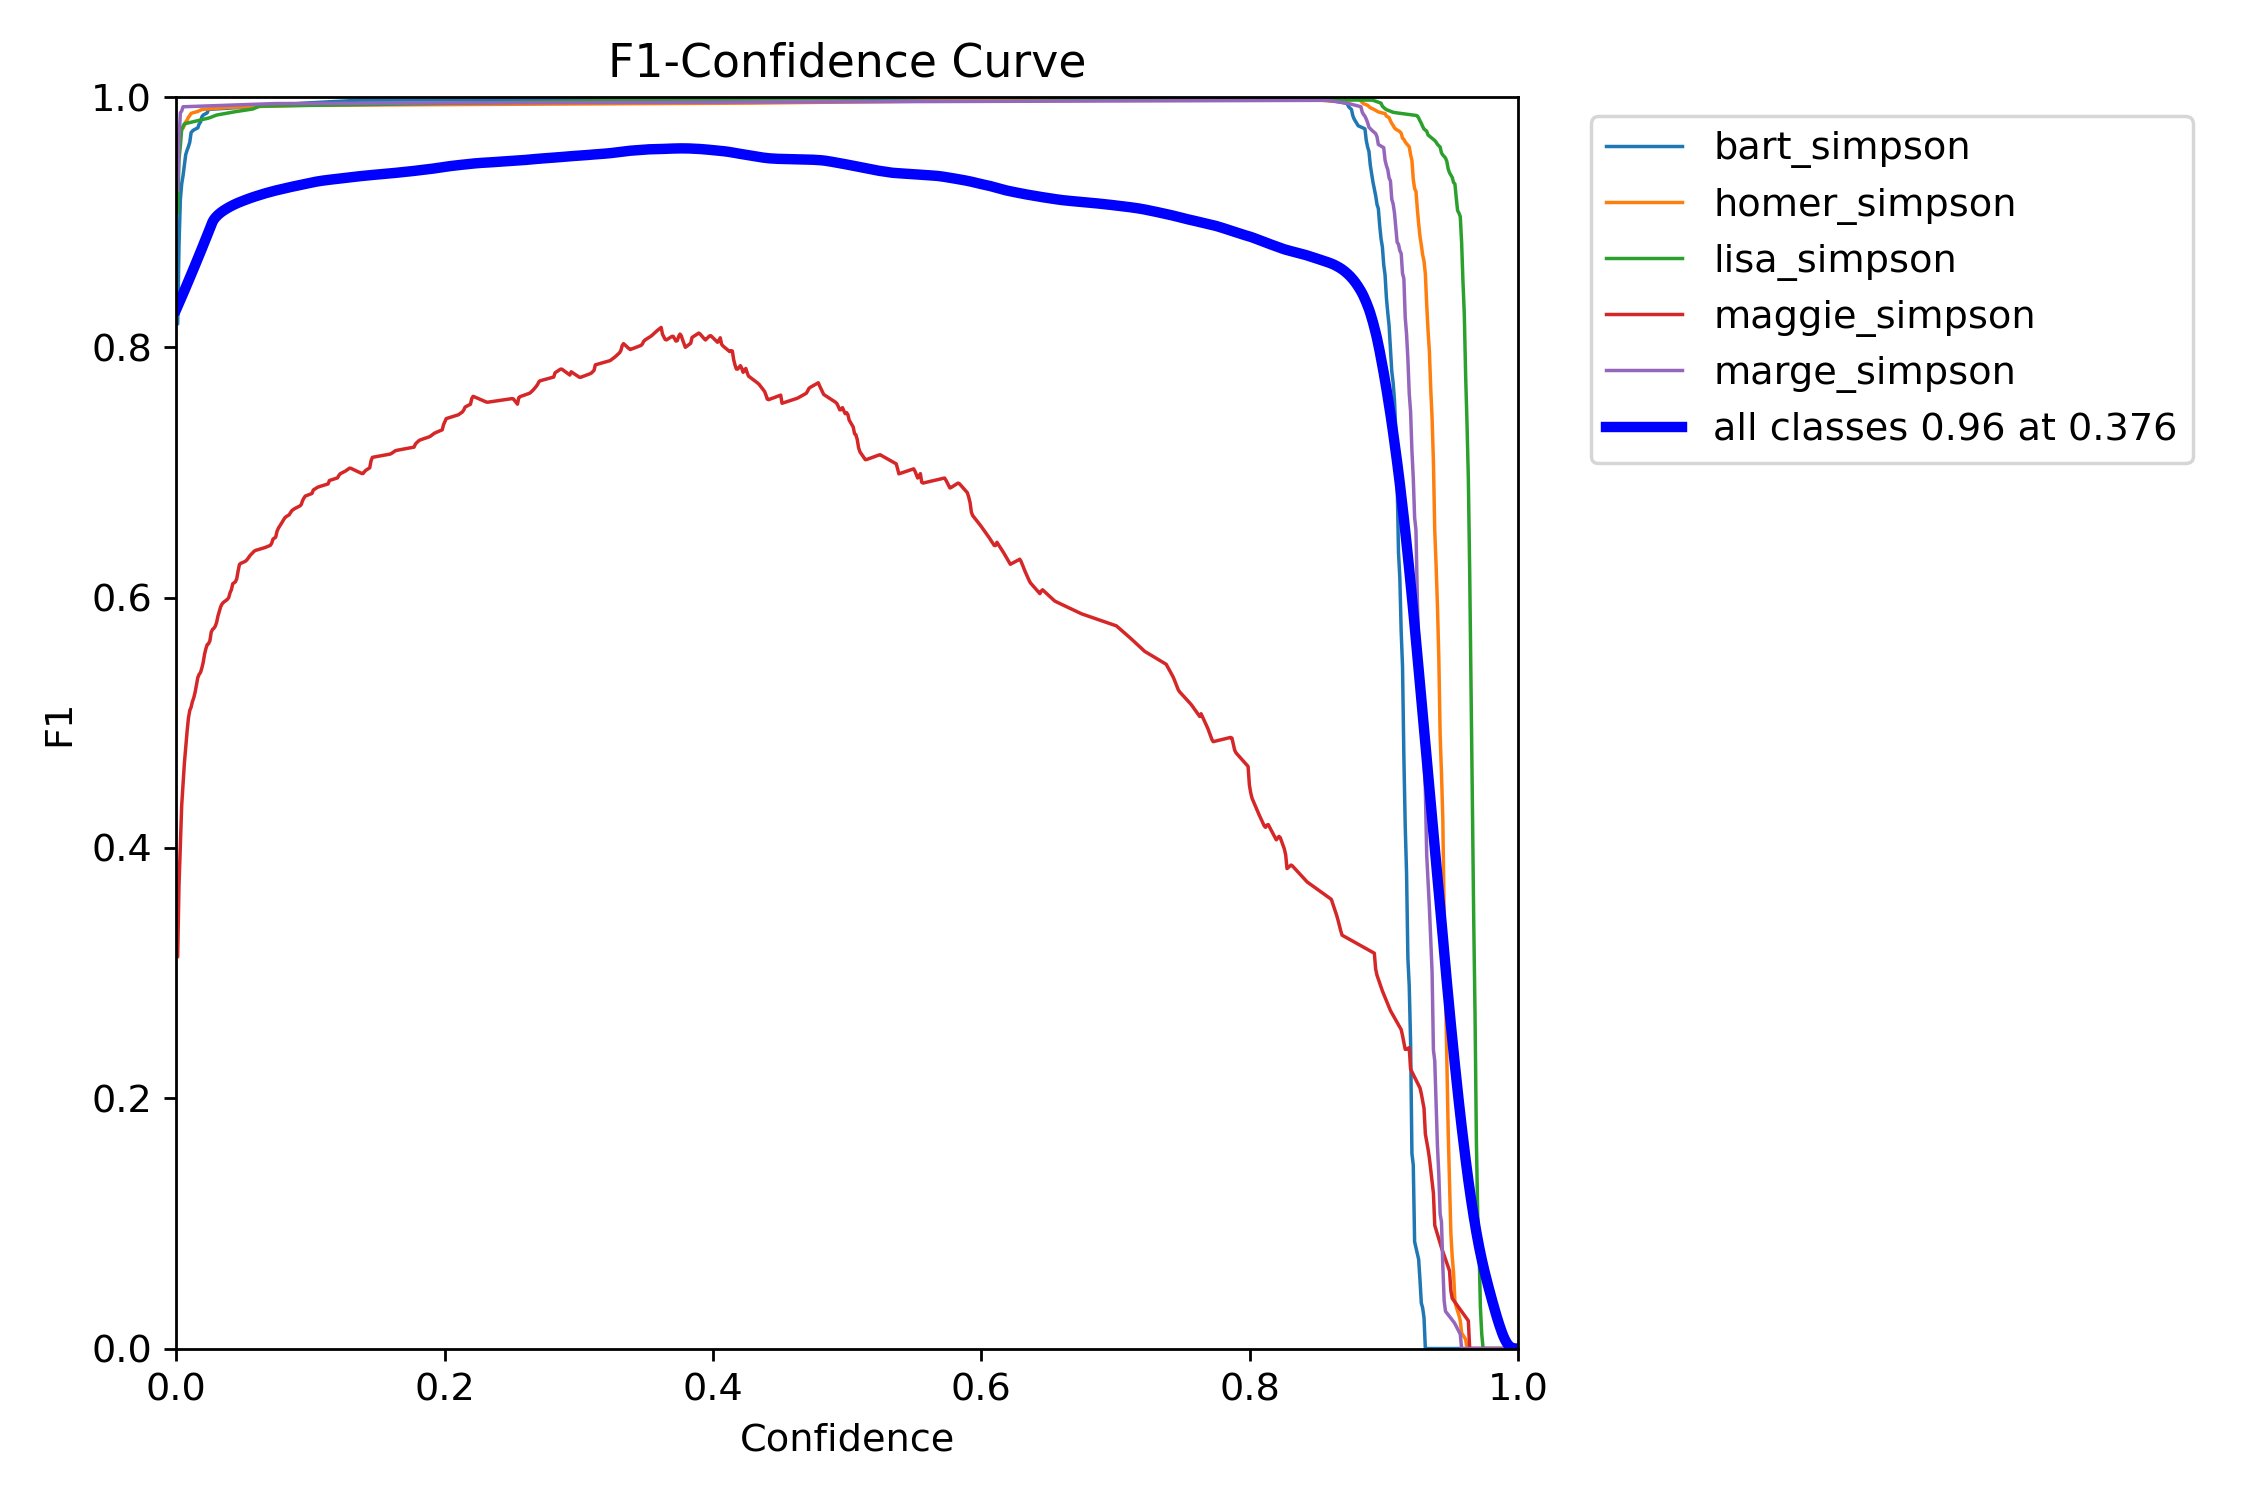 F1-Confidence Curve
1.0
0.8
0.6
0.4
0.2
0.0
F1
0.0 0.2 0.4 0.6 0.8 1.0
Confidence
bart_simpson
homer_simpson
lisa_simpson
maggie_simpson
marge_simpson
all classes 0.96 at 0.376